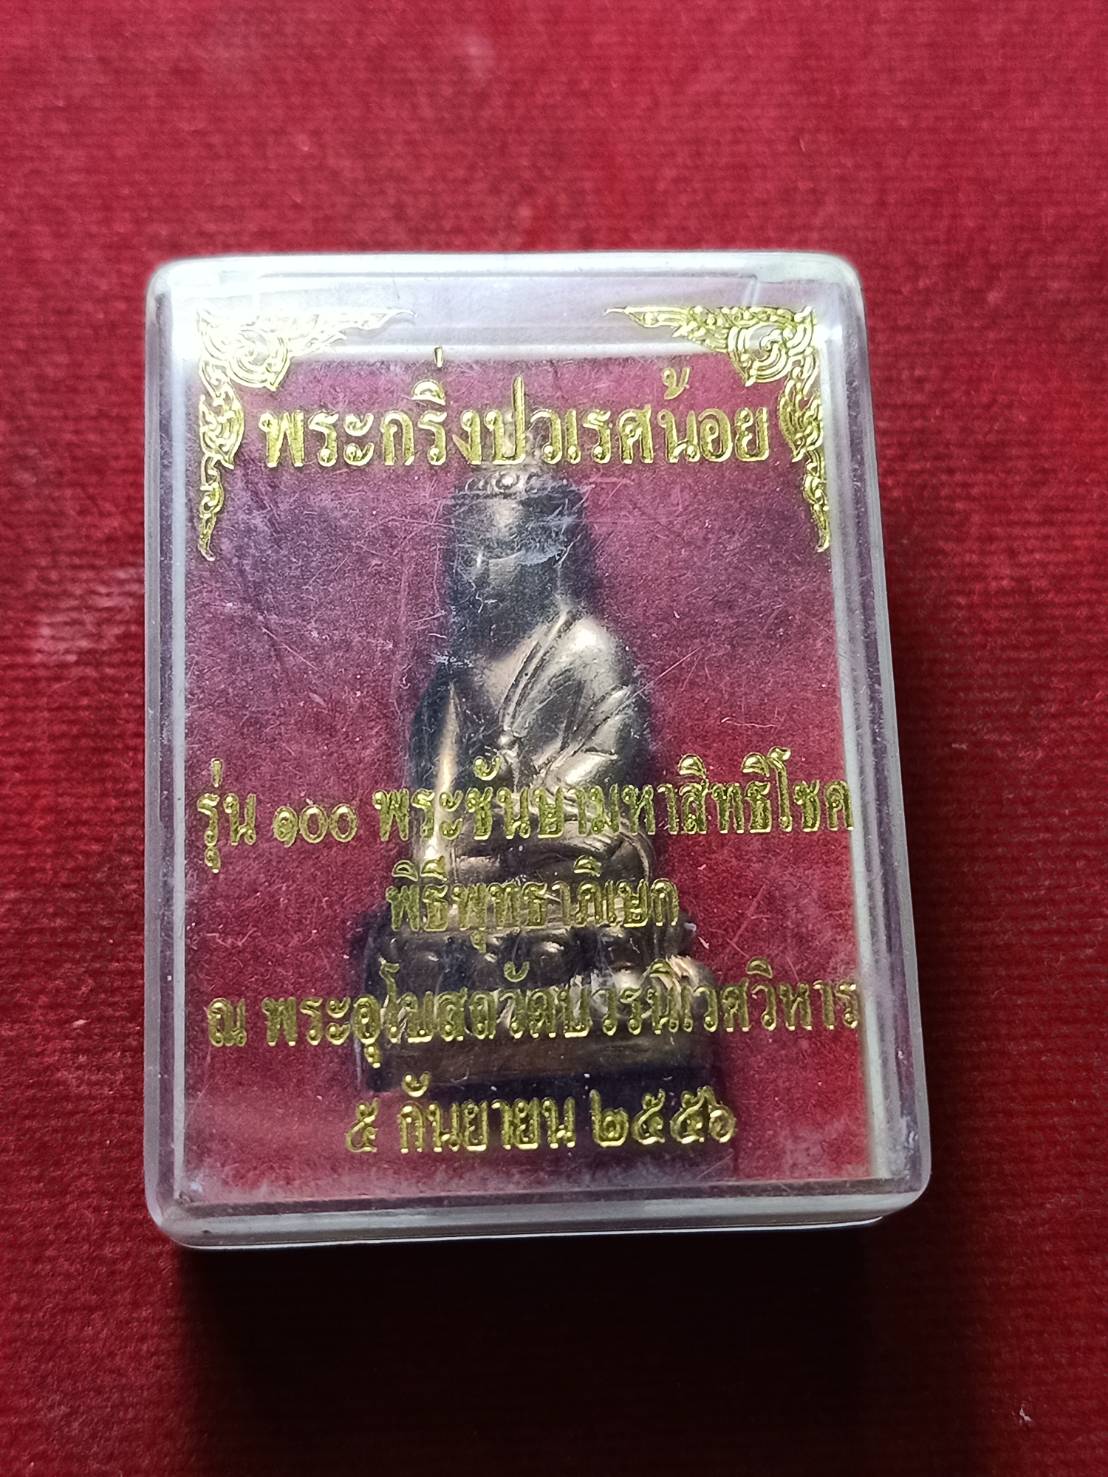 พระกริ่งปวเรศน้อย
รุ่น ๑๐๐ พระชันษามหาสิทธิโชค
พิธีพุทธาภิเษก
ณ พระอุโบสถวัดบวรนิเวศวิหาร
๕ กันยายน ๒๕๕๖